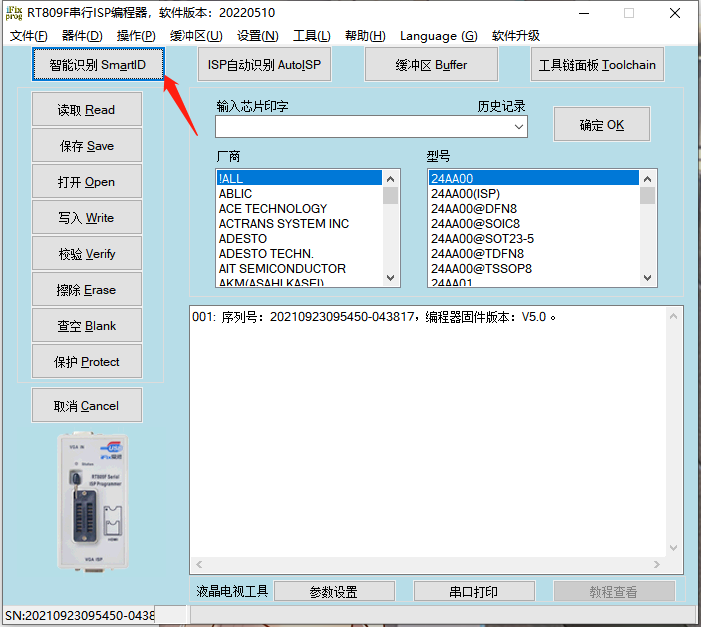 iFix
prog
RT809F串行ISP编程器，软件版本：20220510
文件(F) 器件(D) 操作(P) 缓冲区(U) 设置(N) 工具(L) 帮助(H) Language (G) 软件升级
智能识别 SmartID ISP自动识别 AutoISP 缓冲区 Buffer 工具链面板 Toolchain
读取 Read
保存 Save
打开 Open
写入 Write
校验 Verify
擦除 Erase
查空 Blank
保护 Protect
取消 Cancel
输入芯片印字 历史记录
确定 OK
厂商
!ALL
ABLIC
ACE TECHNOLOGY
ACTRANS SYSTEM INC
ADESTO
ADESTO TECHN.
AIT SEMICONDUCTOR
AKM(ASAHI KASEI)
型号
24AA00
24AA00(ISP)
24AA00@DFN8
24AA00@SOIC8
24AA00@SOT23-5
24AA00@TDFN8
24AA00@TSSOP8
24AA01
001: 序列号：20210923095450-043817，编程器固件版本：V5.0 。
VGA IN
USB
RT809F Serial
ISP Programmer
VGA ISP
液晶电视工具 参数设置 串口打印 教程查看
SN:20210923095450-0438